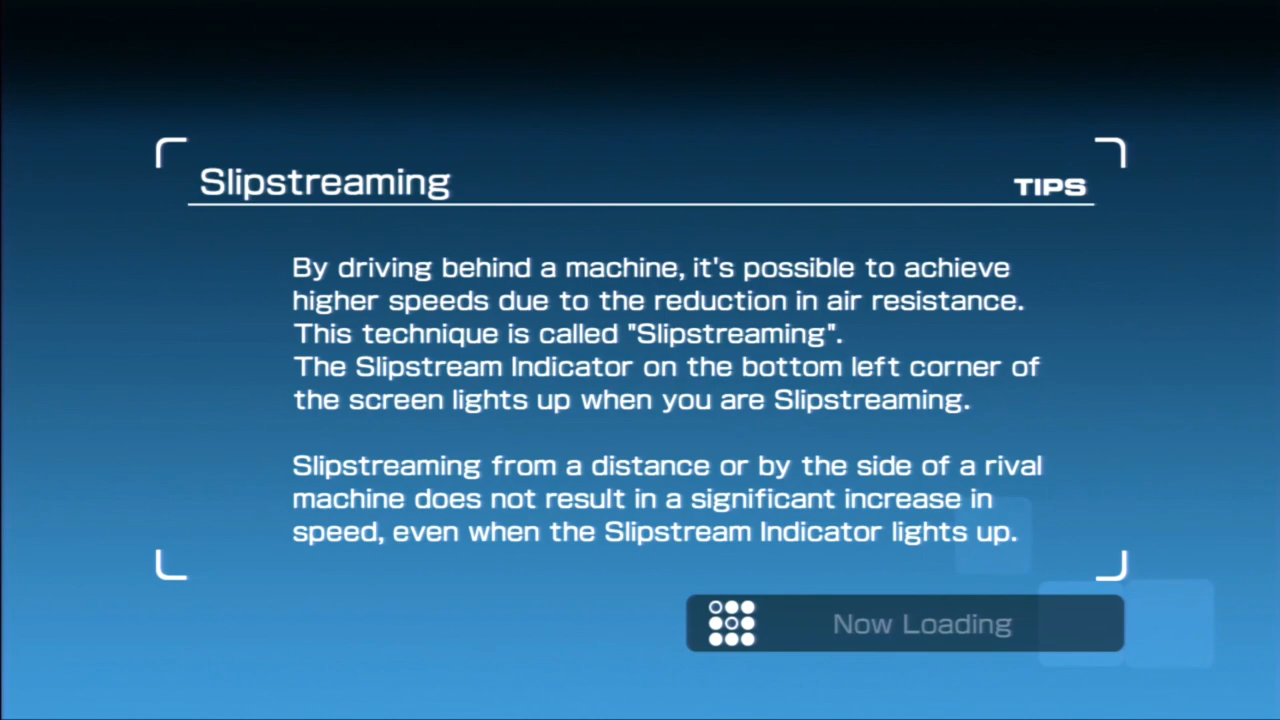 Slipstreaming
TIPS
By driving behind a machine, it's possible to achieve
higher speeds due to the reduction in air resistance.
This technique is called "Slipstreaming".
The Slipstream Indicator on the bottom left corner of
the screen lights up when you are Slipstreaming.
Slipstreaming from a distance or by the side of a rival
machine does not result in a significant increase in
speed, even when the Slipstream Indicator lights up.
Now Loading